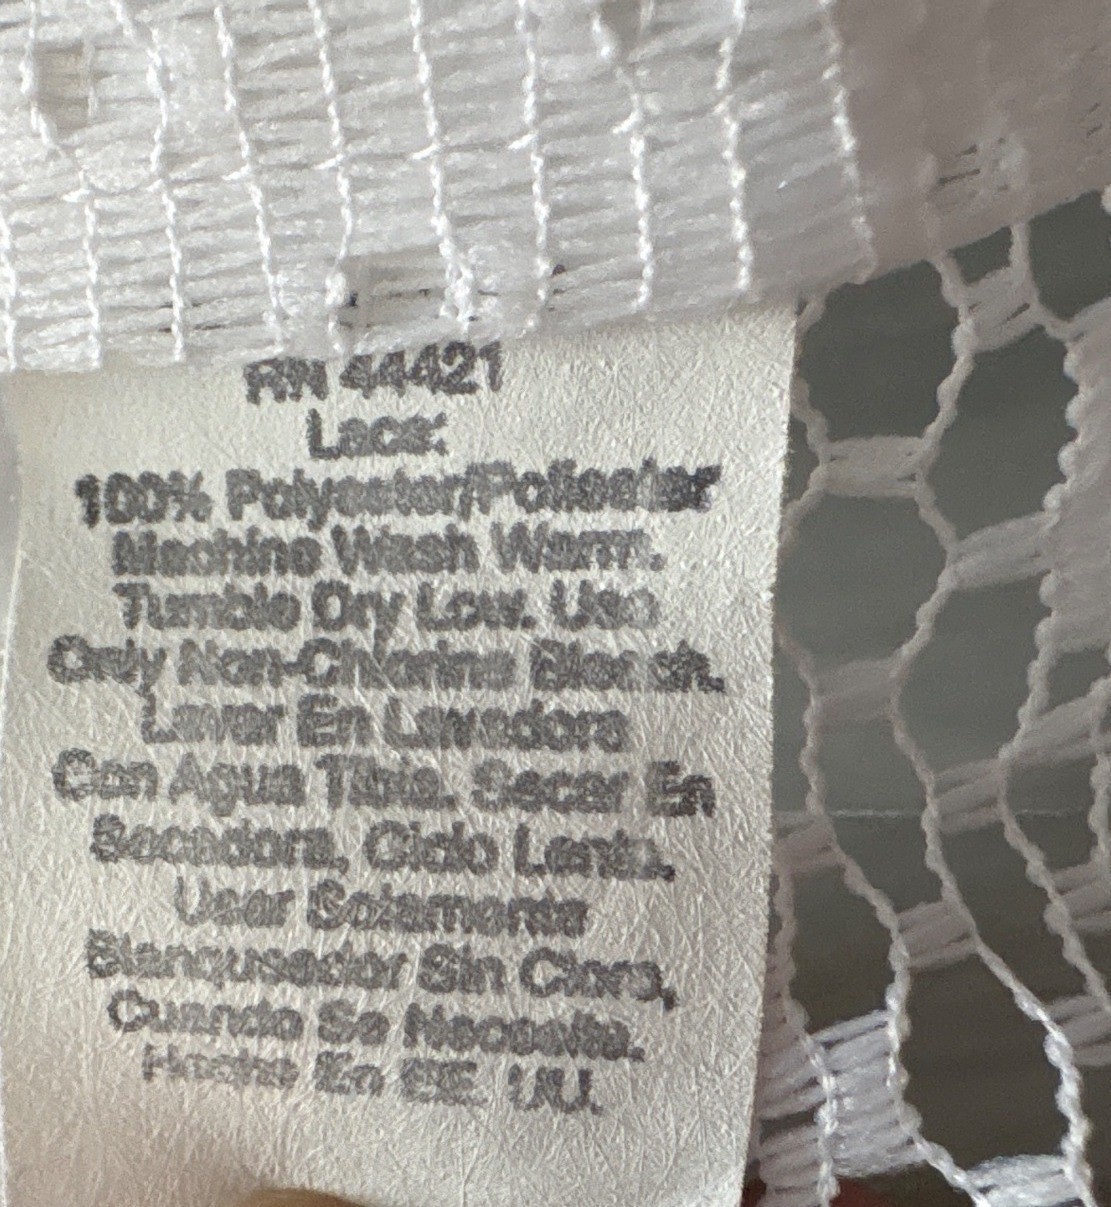 RN 44421
Lace:
100% Polyester/Poliester
Machine Wash Warm.
Tumble Dry Low. Use
Only Non-Chlorine Bleach.
Lavar En Lavadora
Con Agua Tibia. Secar En
Secadora, Ciclo Lento.
Usar Solamente
Blanqueador Sin Cloro,
Cuando Se Necesite.
Hecho En EE. UU.